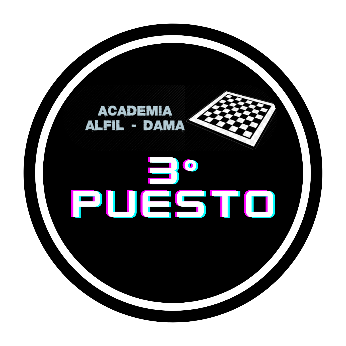 ACADEMIA
ALFIL - DAMA
3°
PUESTO